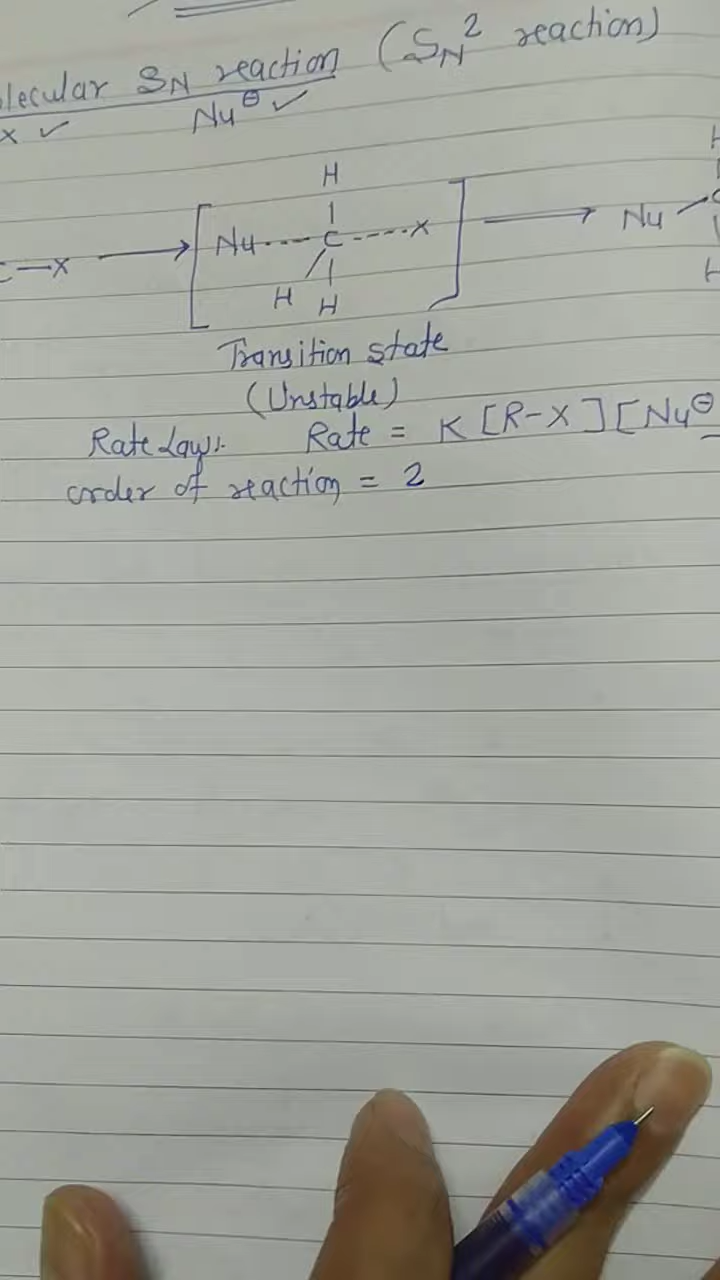 lecular SN reaction (SN2 reaction)
x ✓ Nu⊖ ✓
H
C—X → [Nu----C----X] → Nu—C
H H H
Transition state
(Unstable)
Rate Law:- Rate = K [R-X] [Nu⊖
order of reaction = 2